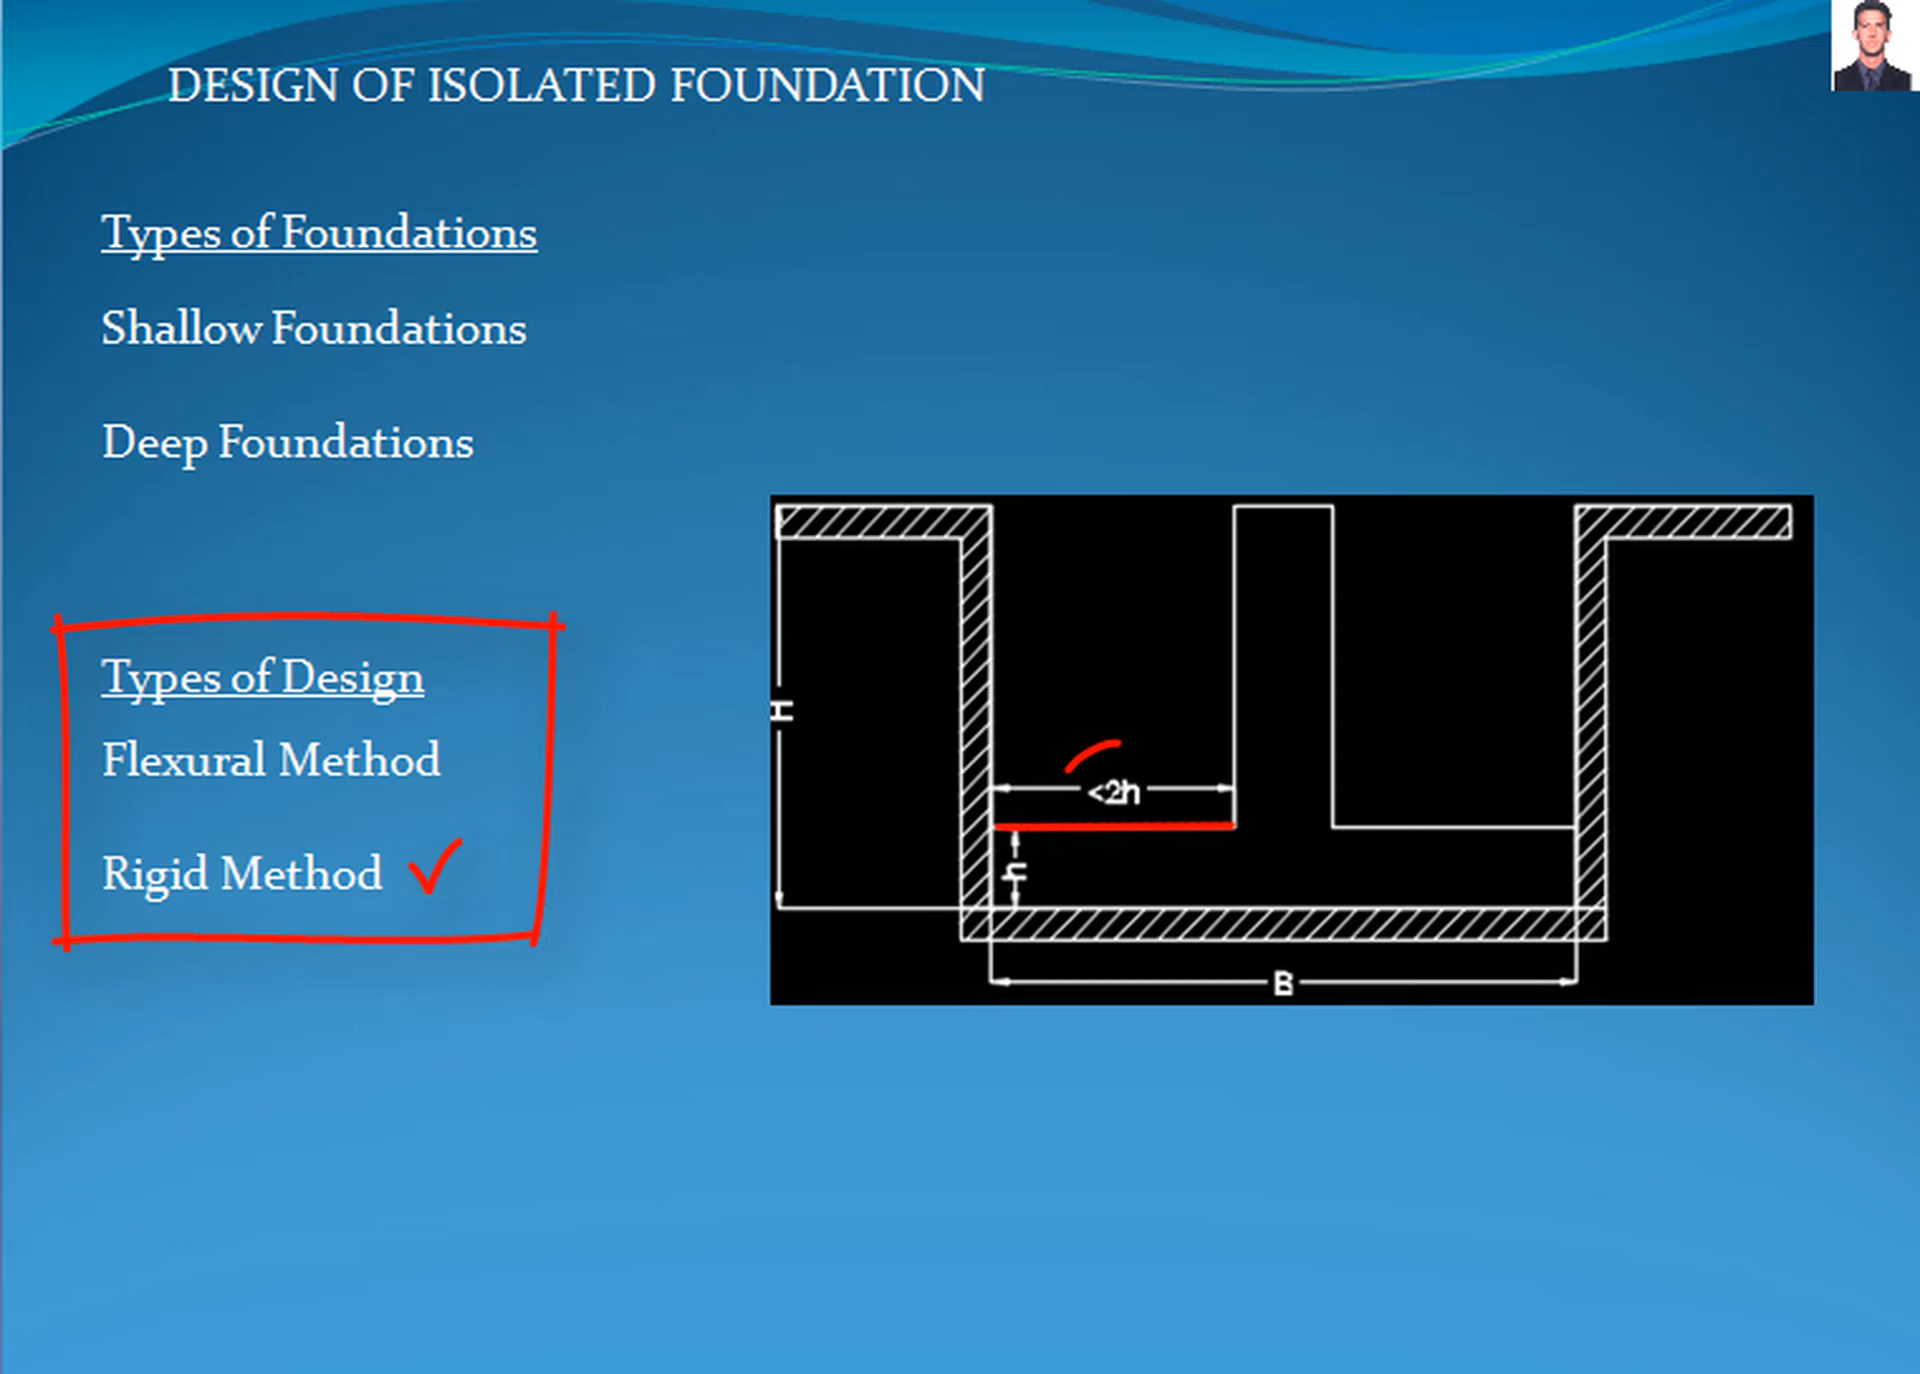 DESIGN OF ISOLATED FOUNDATION
Types of Foundations
Shallow Foundations
Deep Foundations
Types of Design
Flexural Method
Rigid Method
H
<2h
h
B